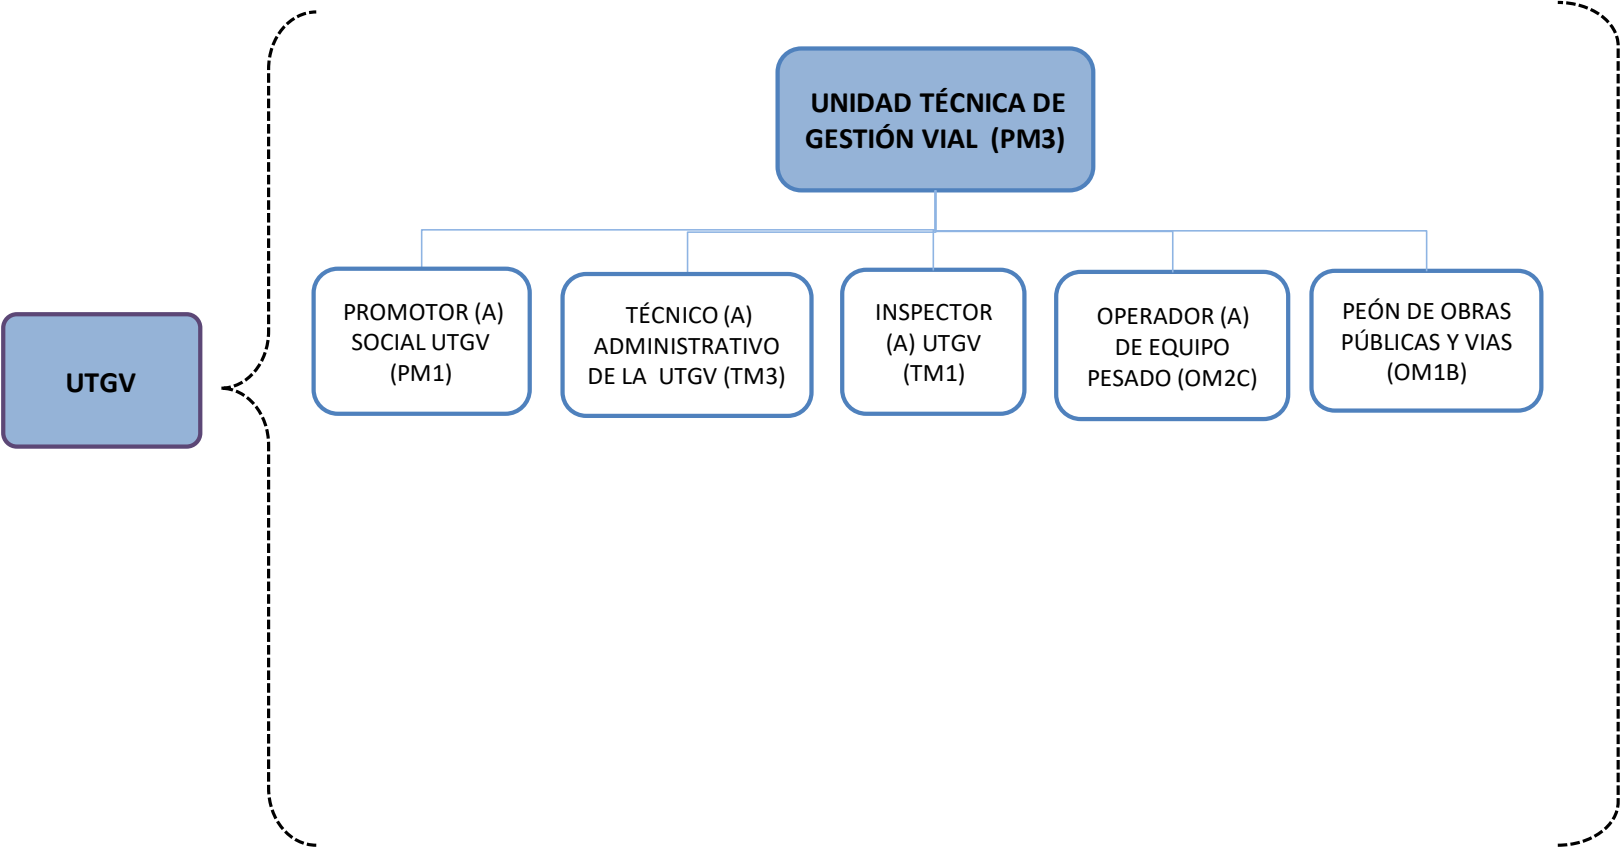 UNIDAD TÉCNICA DE
GESTIÓN VIAL (PM3)
UTGV
PROMOTOR (A)
SOCIAL UTGV
(PM1)
TÉCNICO (A)
ADMINISTRATIVO
DE LA UTGV (TM3)
INSPECTOR
(A) UTGV
(TM1)
OPERADOR (A)
DE EQUIPO
PESADO (OM2C)
PEÓN DE OBRAS
PÚBLICAS Y VIAS
(OM1B)